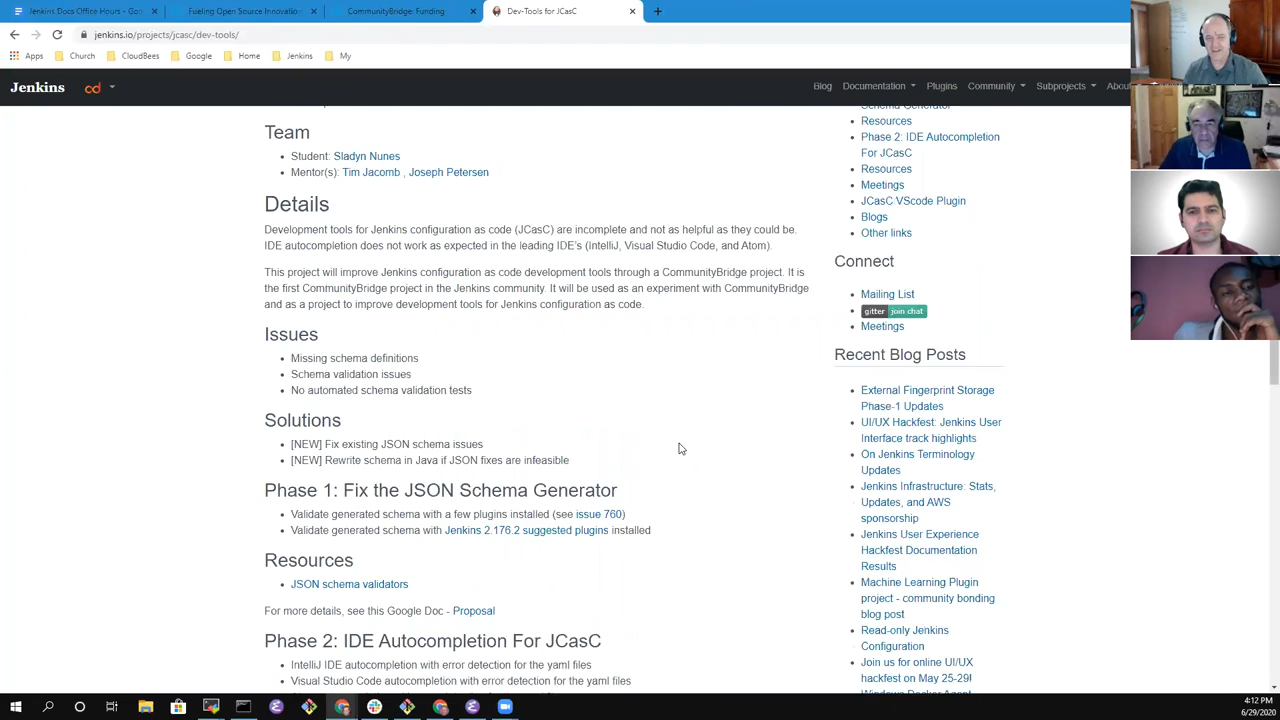 Jenkins Docs Office Hours - Goo
Fueling Open Source Innovation
CommunityBridge: Funding
Dev-Tools for JCasC
jenkins.io/projects/jcasc/dev-tools/
Apps
Church
CloudBees
Google
Home
Jenkins
My
Jenkins
cd
Blog
Documentation
Plugins
Community
Subprojects
About
Team
Student: Sladyn Nunes
Mentor(s): Tim Jacomb , Joseph Petersen
Details
Development tools for Jenkins configuration as code (JCasC) are incomplete and not as helpful as they could be.
IDE autocompletion does not work as expected in the leading IDE's (IntelliJ, Visual Studio Code, and Atom).
This project will improve Jenkins configuration as code development tools through a CommunityBridge project. It is
the first CommunityBridge project in the Jenkins community. It will be used as an experiment with CommunityBridge
and as a project to improve development tools for Jenkins configuration as code.
Issues
Missing schema definitions
Schema validation issues
No automated schema validation tests
Solutions
[NEW] Fix existing JSON schema issues
[NEW] Rewrite schema in Java if JSON fixes are infeasible
Phase 1: Fix the JSON Schema Generator
Validate generated schema with a few plugins installed (see issue 760)
Validate generated schema with Jenkins 2.176.2 suggested plugins installed
Resources
JSON schema validators
For more details, see this Google Doc - Proposal
Phase 2: IDE Autocompletion For JCasC
IntelliJ IDE autocompletion with error detection for the yaml files
Visual Studio Code autocompletion with error detection for the yaml files
Schema Generator
Resources
Phase 2: IDE Autocompletion
For JCasC
Resources
Meetings
JCasC VScode Plugin
Blogs
Other links
Connect
Mailing List
gitter join chat
Meetings
Recent Blog Posts
External Fingerprint Storage
Phase-1 Updates
UI/UX Hackfest: Jenkins User
Interface track highlights
On Jenkins Terminology
Updates
Jenkins Infrastructure: Stats,
Updates, and AWS
sponsorship
Jenkins User Experience
Hackfest Documentation
Results
Machine Learning Plugin
project - community bonding
blog post
Read-only Jenkins
Configuration
Join us for online UI/UX
hackfest on May 25-29!
Windows Docker Agent
4:12 PM
6/29/2020